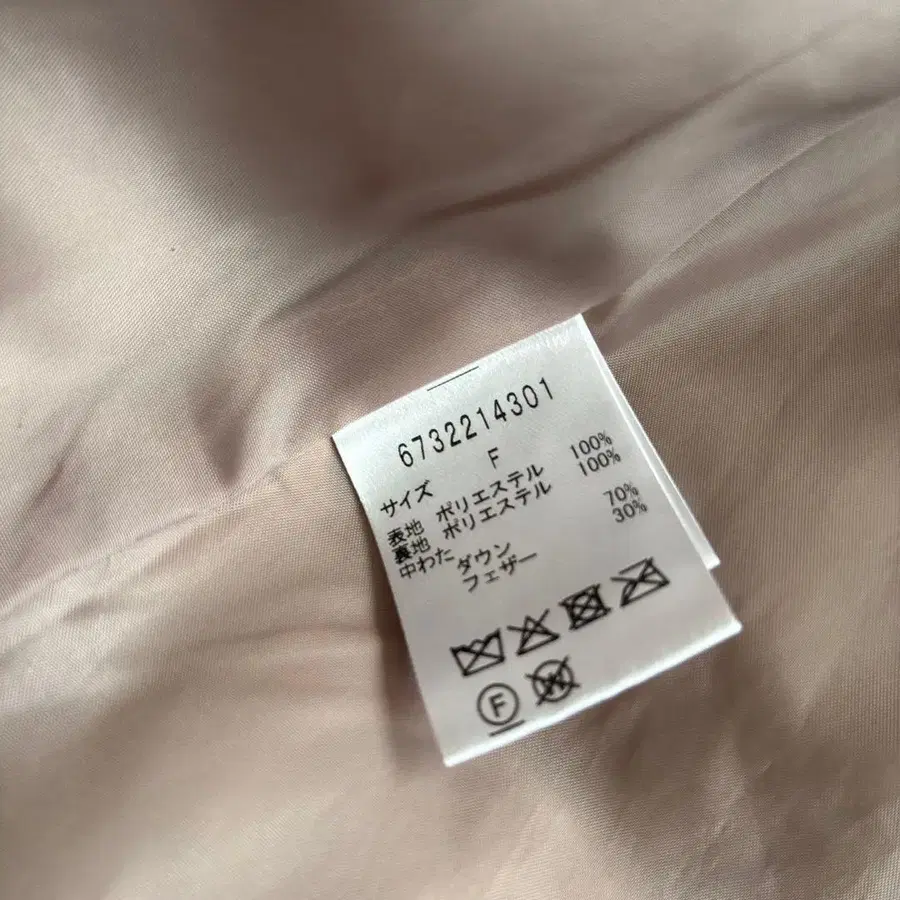 6732214301
サイズ F
表地 ポリエステル 100%
裏地 ポリエステル 100%
中わた ダウン 70%
フェザー 30%
F W